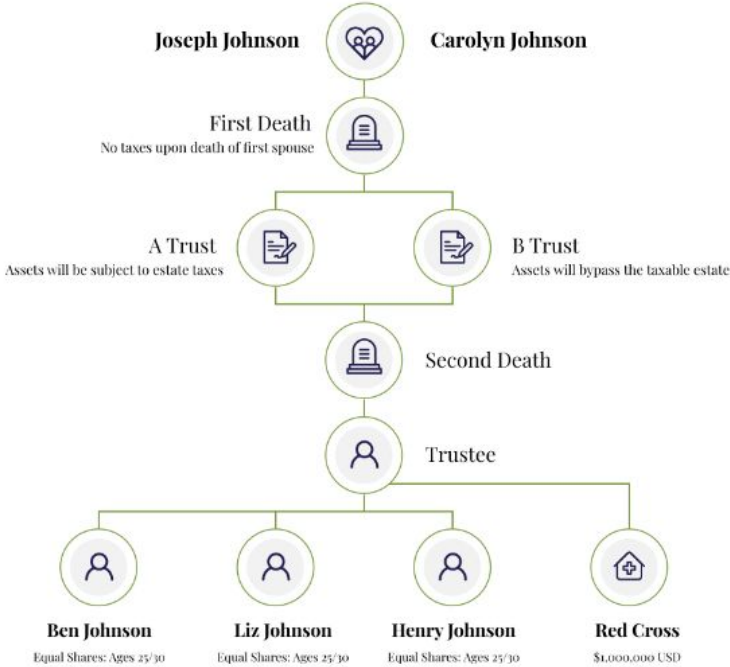 Joseph Johnson
Carolyn Johnson
First Death
No taxes upon death of first spouse
A Trust
Assets will be subject to estate taxes
B Trust
Assets will bypass the taxable estate
Second Death
Trustee
Ben Johnson
Equal Shares: Ages 25/30
Liz Johnson
Equal Shares: Ages 25/30
Henry Johnson
Equal Shares: Ages 25/30
Red Cross
$1,000,000 USD